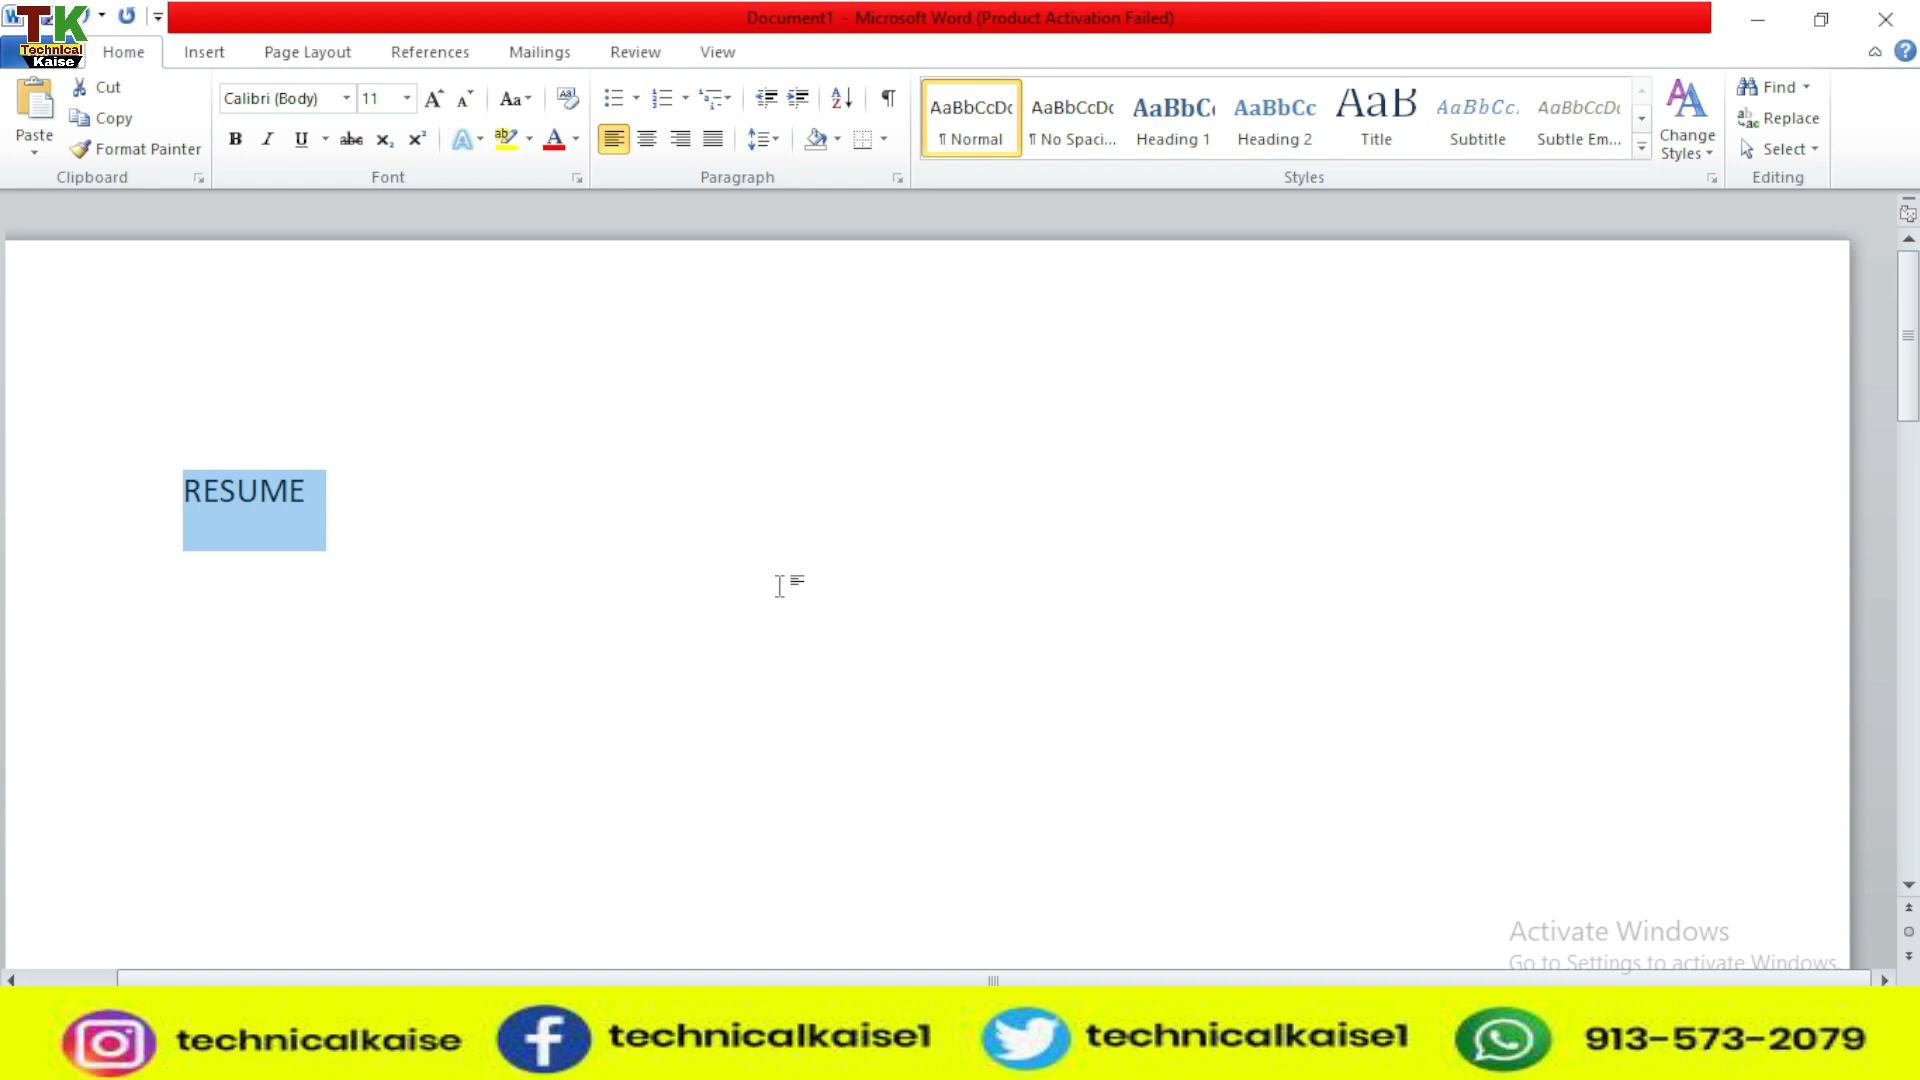 TK
Technical
Kaise
Document1 - Microsoft Word (Product Activation Failed)
Home Insert Page Layout References Mailings Review View
Paste
Cut
Copy
Format Painter
Clipboard
Calibri (Body) 11
Font
Paragraph
AaBbCcDc AaBbCcDc AaBbC AaBbCc AaB AaBbCc. AaBbCcDc
¶ Normal ¶ No Spaci... Heading 1 Heading 2 Title Subtitle Subtle Em...
Styles
Change
Styles
Find
Replace
Select
Editing
RESUME
Activate Windows
Go to Settings to activate Windows.
technicalkaise technicalkaise1 technicalkaise1 913-573-2079